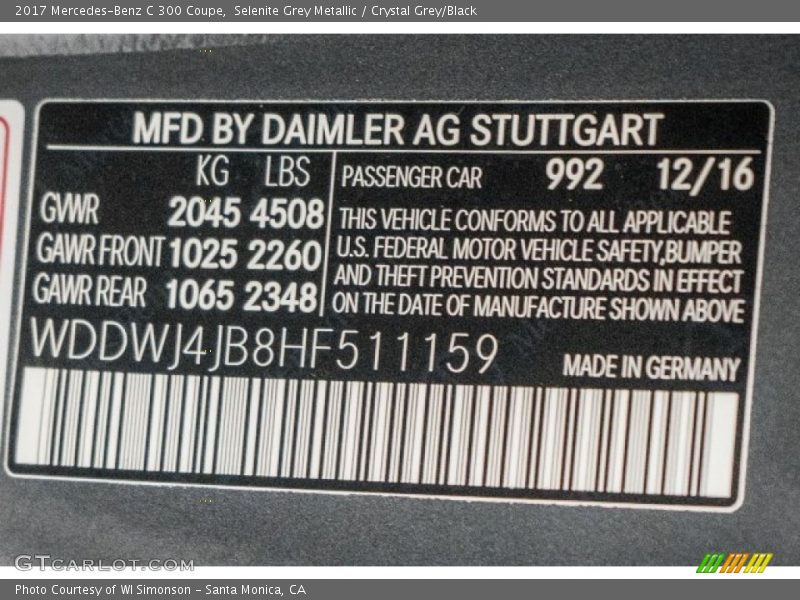 2017 Mercedes-Benz C 300 Coupe,  Selenite Grey Metallic / Crystal Grey/Black
MFD BY DAIMLER AG STUTTGART
KG LBS
GWR 2045 4508
GAWR FRONT 1025 2260
GAWR REAR 1065 2348
PASSENGER CAR 992 12/16
THIS VEHICLE CONFORMS TO ALL APPLICABLE
U.S. FEDERAL MOTOR VEHICLE SAFETY,BUMPER
AND THEFT PREVENTION STANDARDS IN EFFECT
ON THE DATE OF MANUFACTURE SHOWN ABOVE
WDDWJ4JB8HF511159
MADE IN GERMANY
GTcarlot.com
Photo Courtesy of WI Simonson - Santa Monica, CA